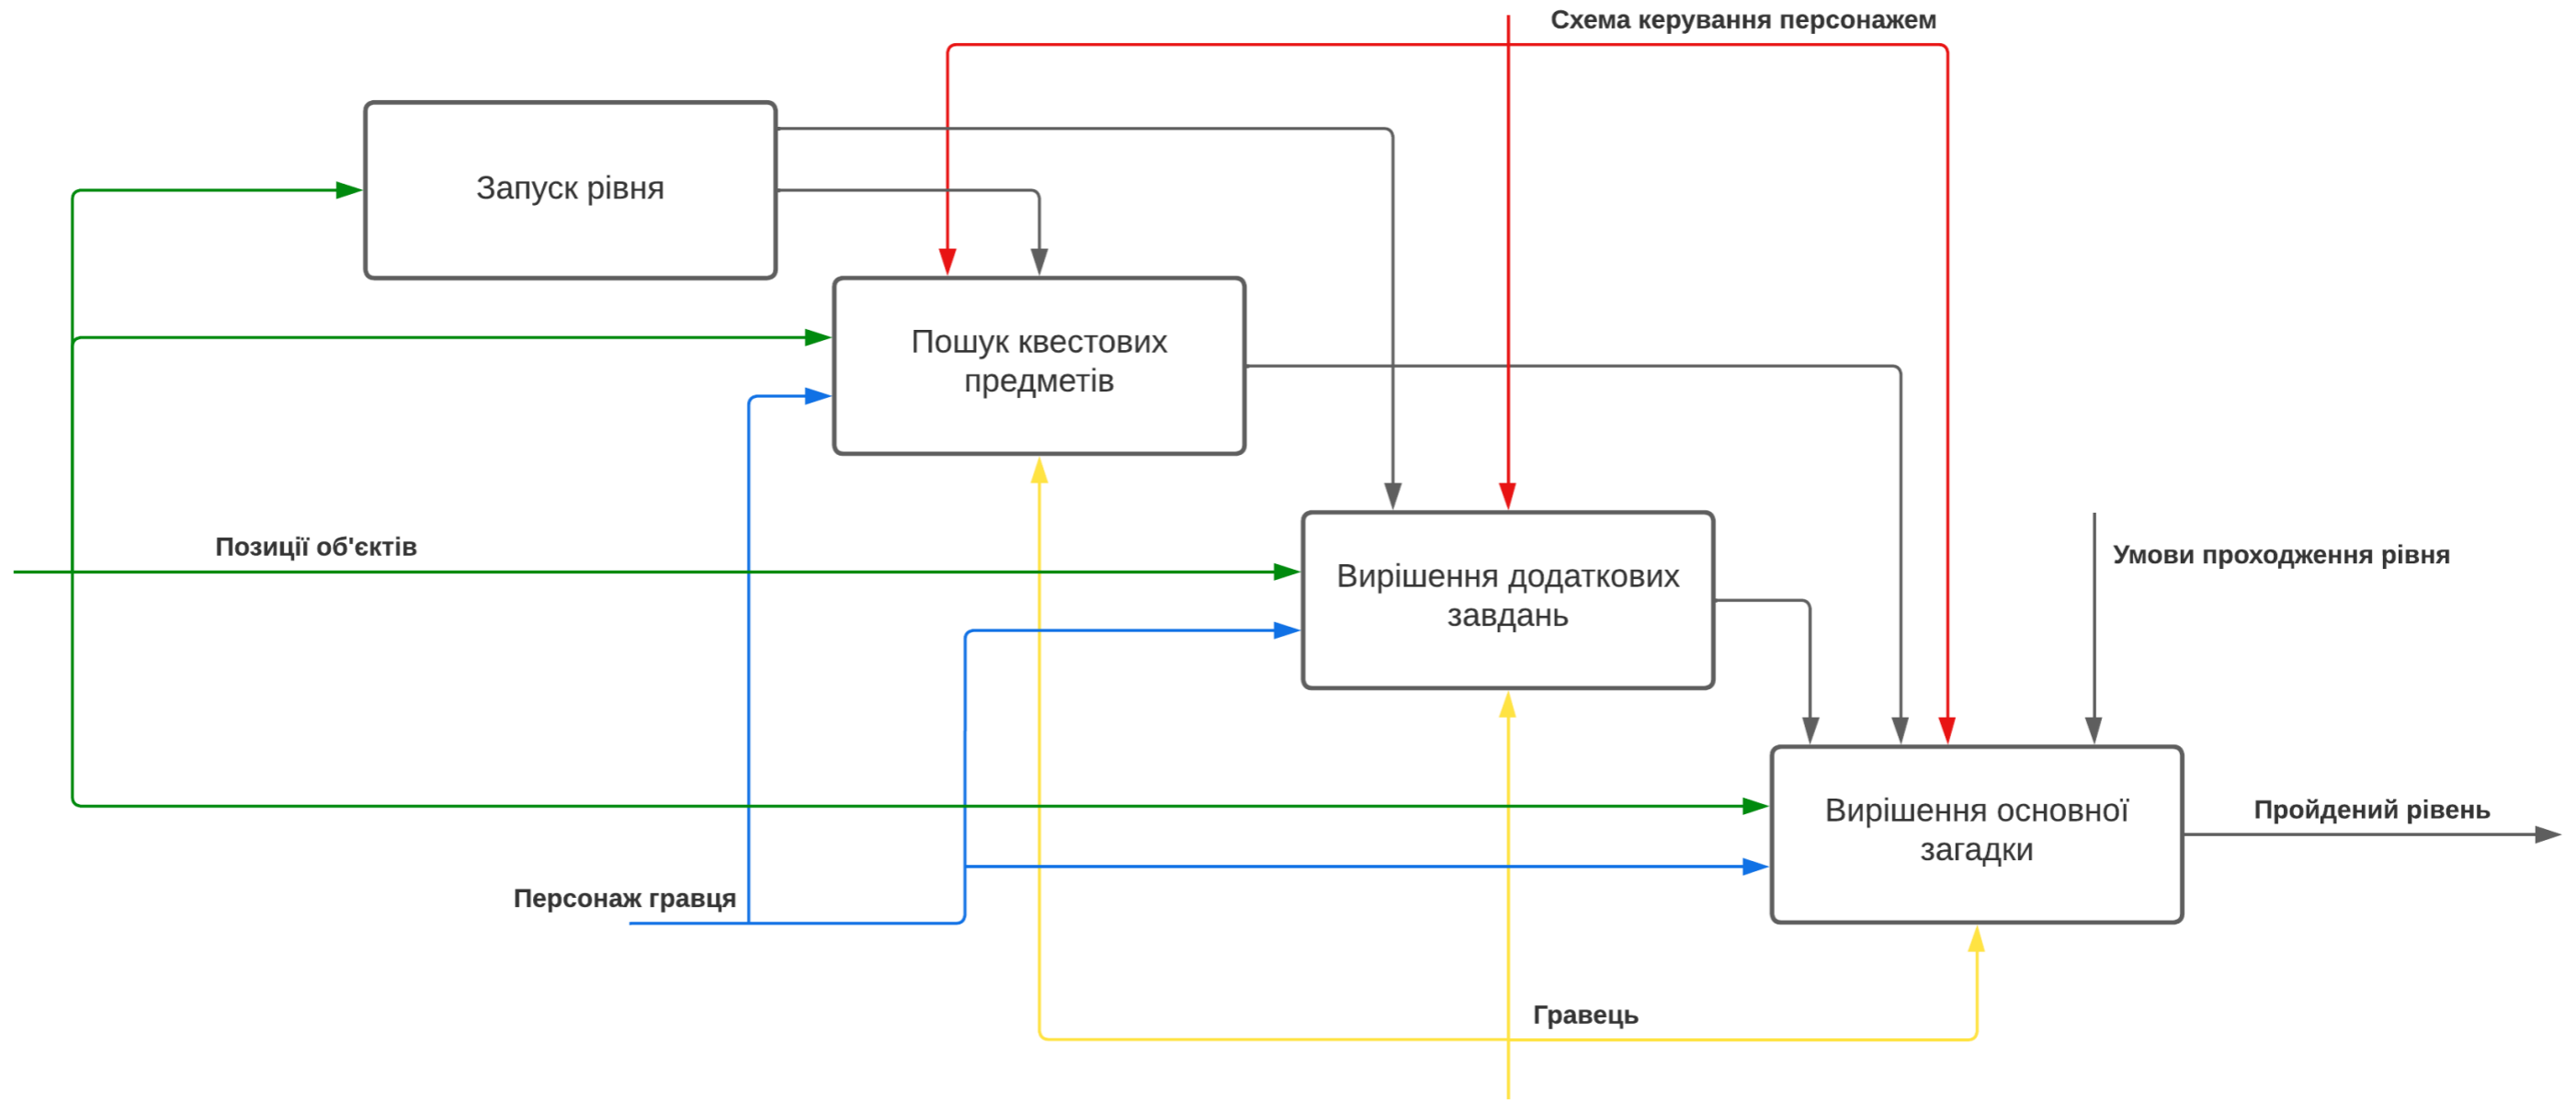 Схема керування персонажем
Запуск рівня
Пошук квестових
предметів
Позиції об'єктів
Вирішення додаткових
завдань
Умови проходження рівня
Вирішення основної
загадки
Пройдений рівень
Персонаж гравця
Гравець